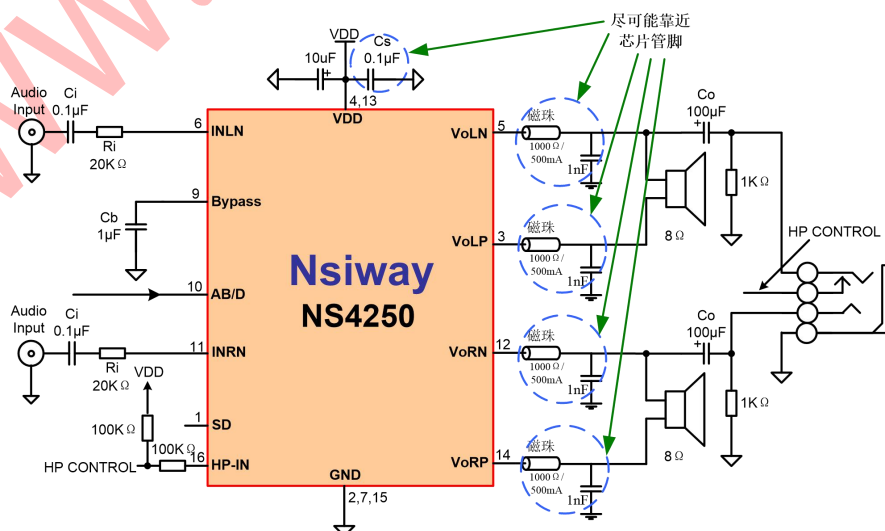 WW
尽可能靠近
芯片管脚
VDD
Cs
10uF
0.1μF
+
4,13
VDD
Audio
Input
Ci
0.1μF
Ri
20KΩ
6
INLN
9
Bypass
Cb
1μF
10
AB/D
Audio
Input
Ci
0.1μF
Ri
20KΩ
11
INRN
VDD
100KΩ
1
SD
100KΩ
HP CONTROL
16
HP-IN
Nsiway
NS4250
GND
2,7,15
VoLN
5
磁珠
1000Ω/
500mA
1nF
VoLP
3
磁珠
1000Ω/
500mA
1nF
8Ω
Co
100μF
+
1KΩ
HP CONTROL
VoRN
12
磁珠
1000Ω/
500mA
1nF
VoRP
14
磁珠
1000Ω/
500mA
1nF
8Ω
Co
100μF
+
1KΩ